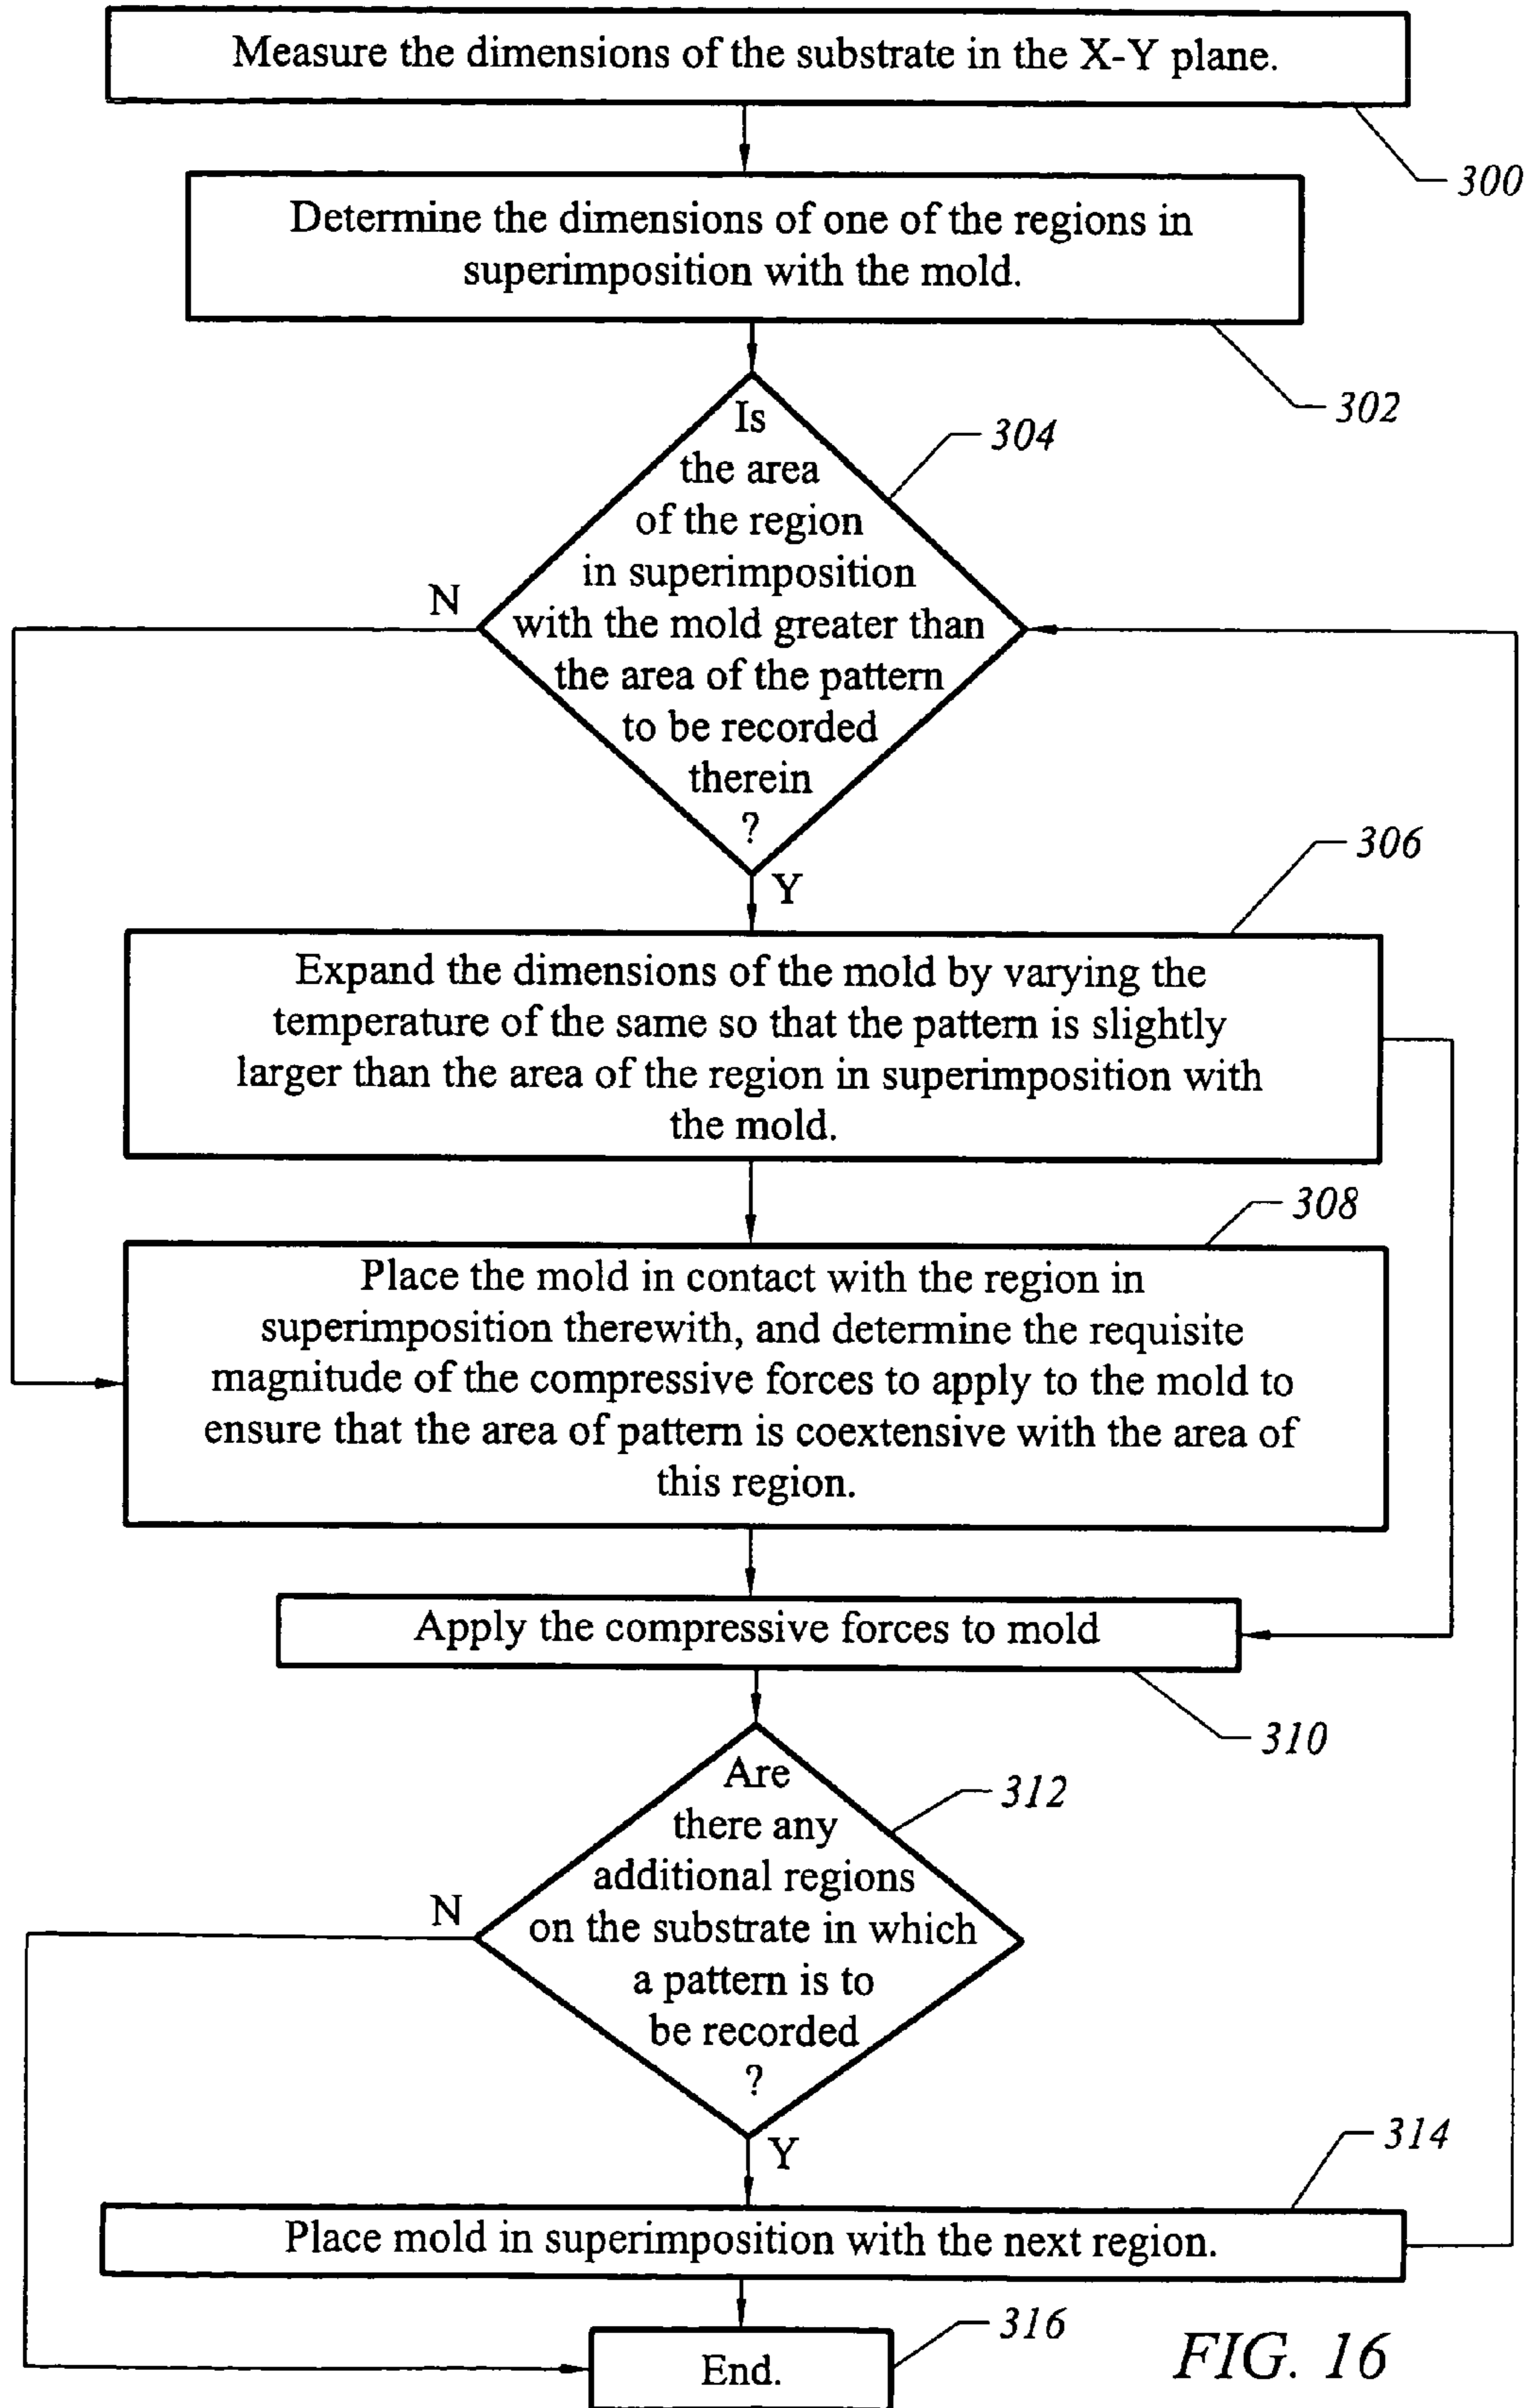 Measure the dimensions of the substrate in the X-Y plane.
300
Determine the dimensions of one of the regions in
superimposition with the mold.
302
304
Is
the area
of the region
in superimposition
with the mold greater than
the area of the pattern
to be recorded
therein
?
N
Y
306
Expand the dimensions of the mold by varying the
temperature of the same so that the pattern is slightly
larger than the area of the region in superimposition with
the mold.
308
Place the mold in contact with the region in
superimposition therewith, and determine the requisite
magnitude of the compressive forces to apply to the mold to
ensure that the area of pattern is coextensive with the area of
this region.
Apply the compressive forces to mold
310
312
Are
there any
additional regions
on the substrate in which
a pattern is to
be recorded
?
N
Y
314
Place mold in superimposition with the next region.
316
End.
FIG. 16